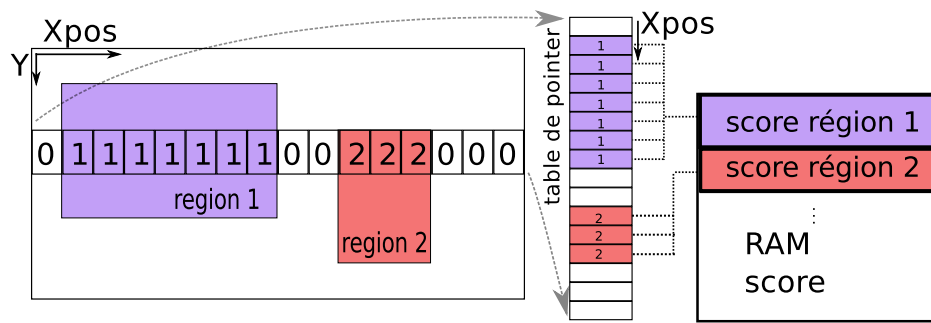 Xpos
Y
0 1 1 1 1 1 1 1 0 0 2 2 2 0 0 0
region 1
region 2
table de pointer
Xpos
1
1
1
1
1
1
1
2
2
2
score région 1
score région 2
⋮
RAM
score